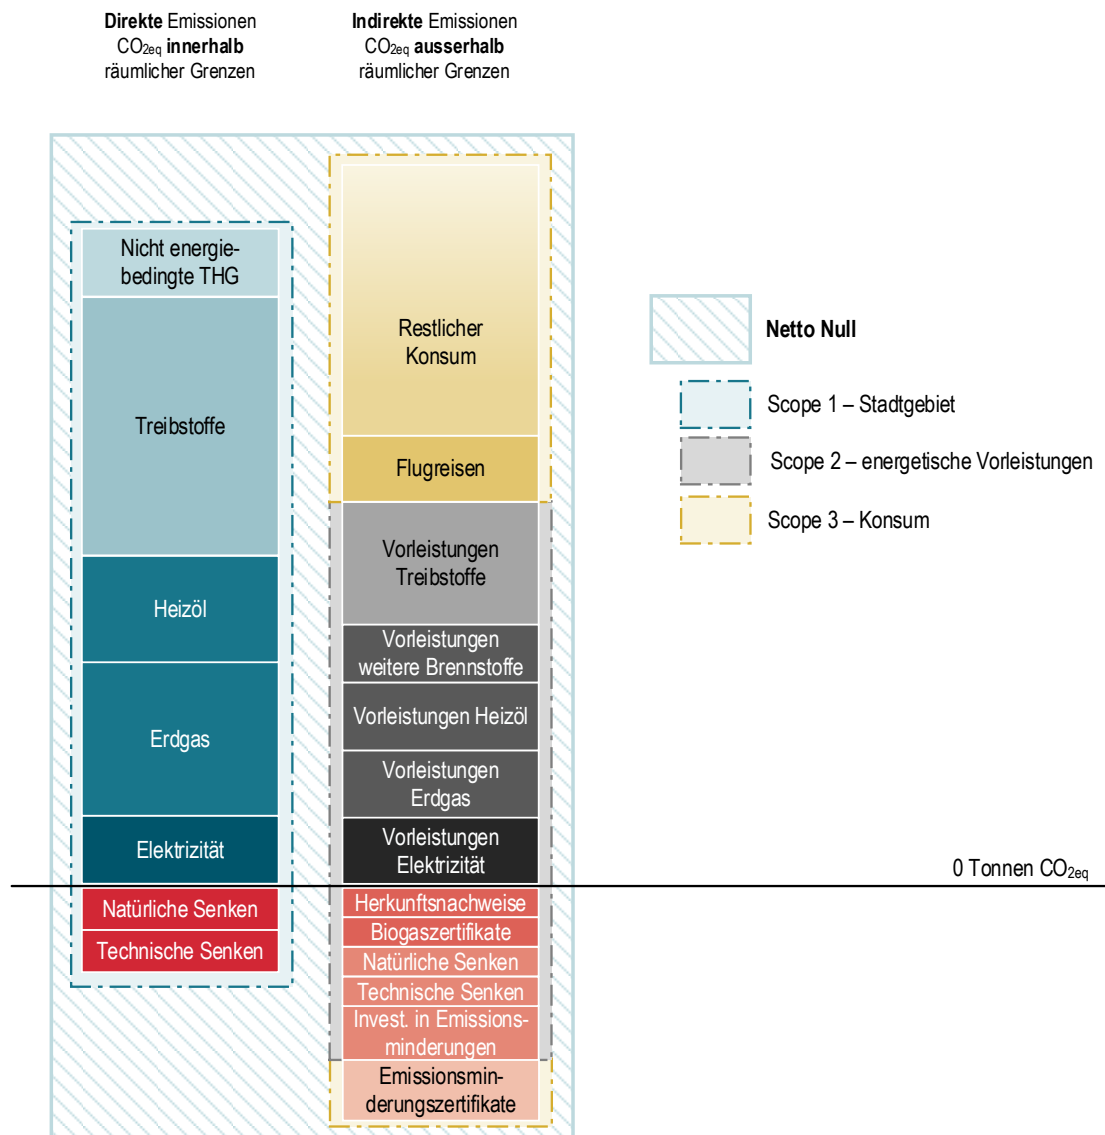 Direkte Emissionen
CO2eq innerhalb
räumlicher Grenzen
Indirekte Emissionen
CO2eq ausserhalb
räumlicher Grenzen
Nicht energie-
bedingte THG
Treibstoffe
Heizöl
Erdgas
Elektrizität
Natürliche Senken
Technische Senken
Restlicher
Konsum
Flugreisen
Vorleistungen
Treibstoffe
Vorleistungen
weitere Brennstoffe
Vorleistungen Heizöl
Vorleistungen
Erdgas
Vorleistungen
Elektrizität
Herkunftsnachweise
Biogaszertifikate
Natürliche Senken
Technische Senken
Invest. in Emissions-
minderungen
Emissionsmin-
derungszertifikate
Netto Null
Scope 1 – Stadtgebiet
Scope 2 – energetische Vorleistungen
Scope 3 – Konsum
0 Tonnen CO2eq